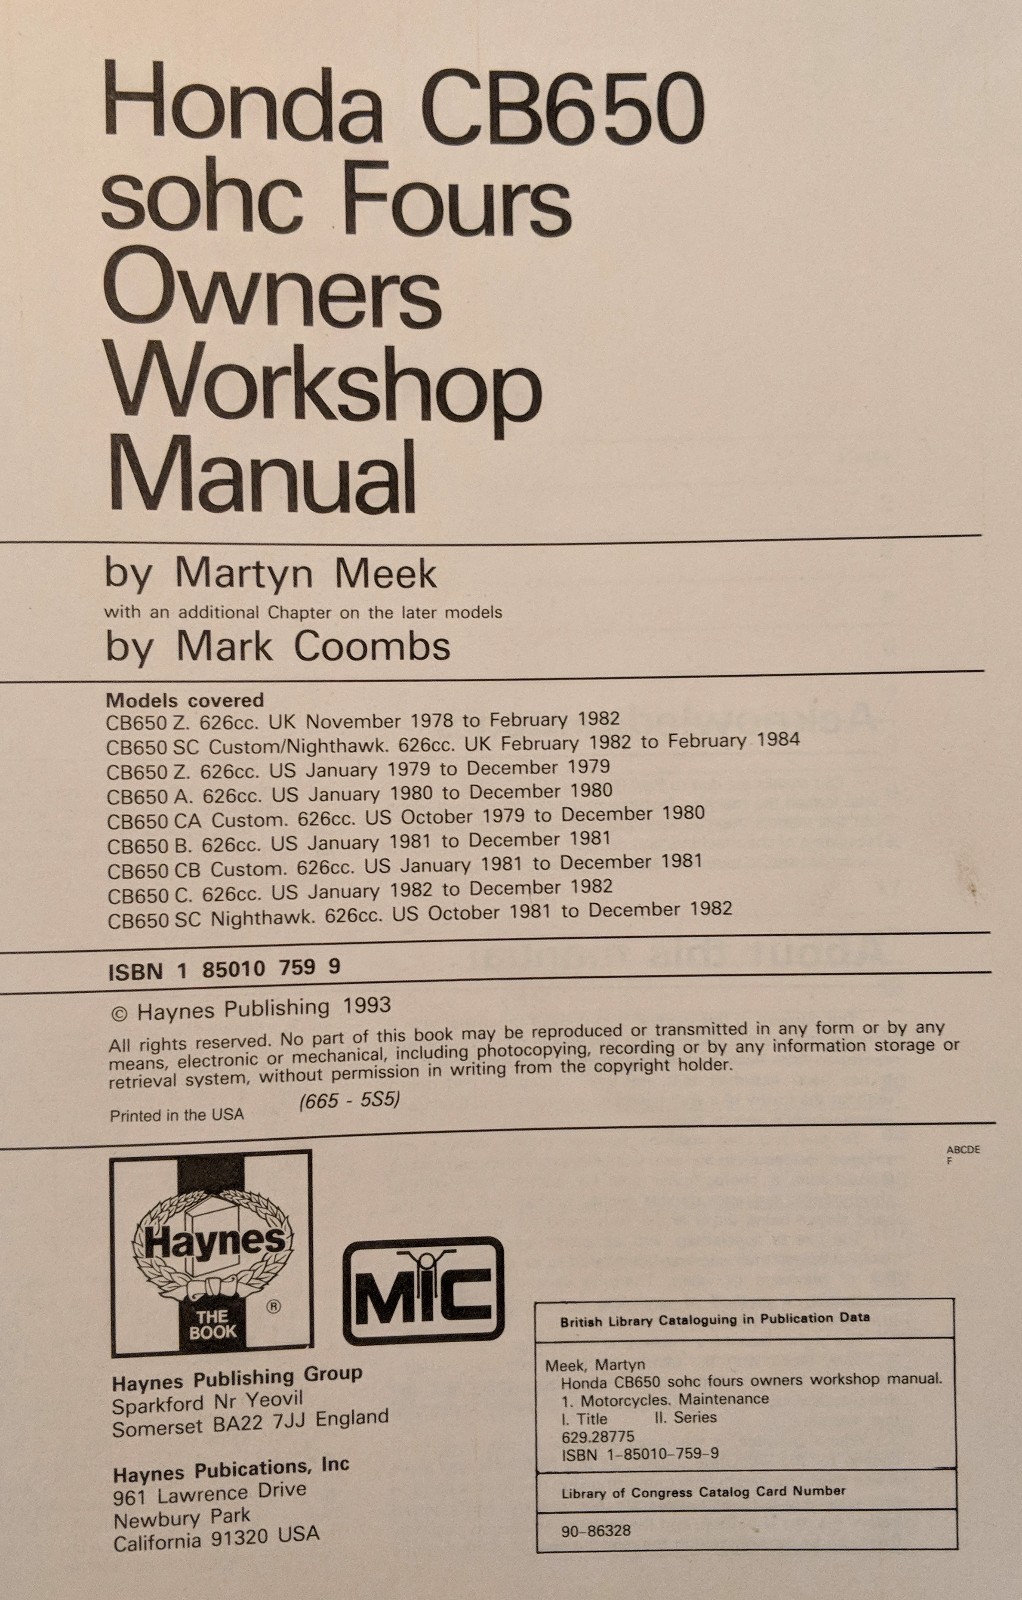 Honda CB650
sohc Fours
Owners
Workshop
Manual
by Martyn Meek
with an additional Chapter on the later models
by Mark Coombs
Models covered
CB650 Z. 626cc. UK November 1978 to February 1982
CB650 SC Custom/Nighthawk. 626cc. UK February 1982 to February 1984
CB650 Z. 626cc. US January 1979 to December 1979
CB650 A. 626cc. US January 1980 to December 1980
CB650 CA Custom. 626cc. US October 1979 to December 1980
CB650 B. 626cc. US January 1981 to December 1981
CB650 CB Custom. 626cc. US January 1981 to December 1981
CB650 C. 626cc. US January 1982 to December 1982
CB650 SC Nighthawk. 626cc. US October 1981 to December 1982
ISBN 1 85010 759 9
© Haynes Publishing 1993
All rights reserved. No part of this book may be reproduced or transmitted in any form or by any
means, electronic or mechanical, including photocopying, recording or by any information storage or
retrieval system, without permission in writing from the copyright holder.
Printed in the USA (665 - 5S5)
ABCDE
F
Haynes
®
THE
BOOK
MIC
Haynes Publishing Group
Sparkford Nr Yeovil
Somerset BA22 7JJ England
Haynes Pubications, Inc
961 Lawrence Drive
Newbury Park
California 91320 USA
British Library Cataloguing in Publication Data
Meek, Martyn
Honda CB650 sohc fours owners workshop manual.
1. Motorcycles. Maintenance
I. Title II. Series
629.28775
ISBN 1-85010-759-9
Library of Congress Catalog Card Number
90-86328